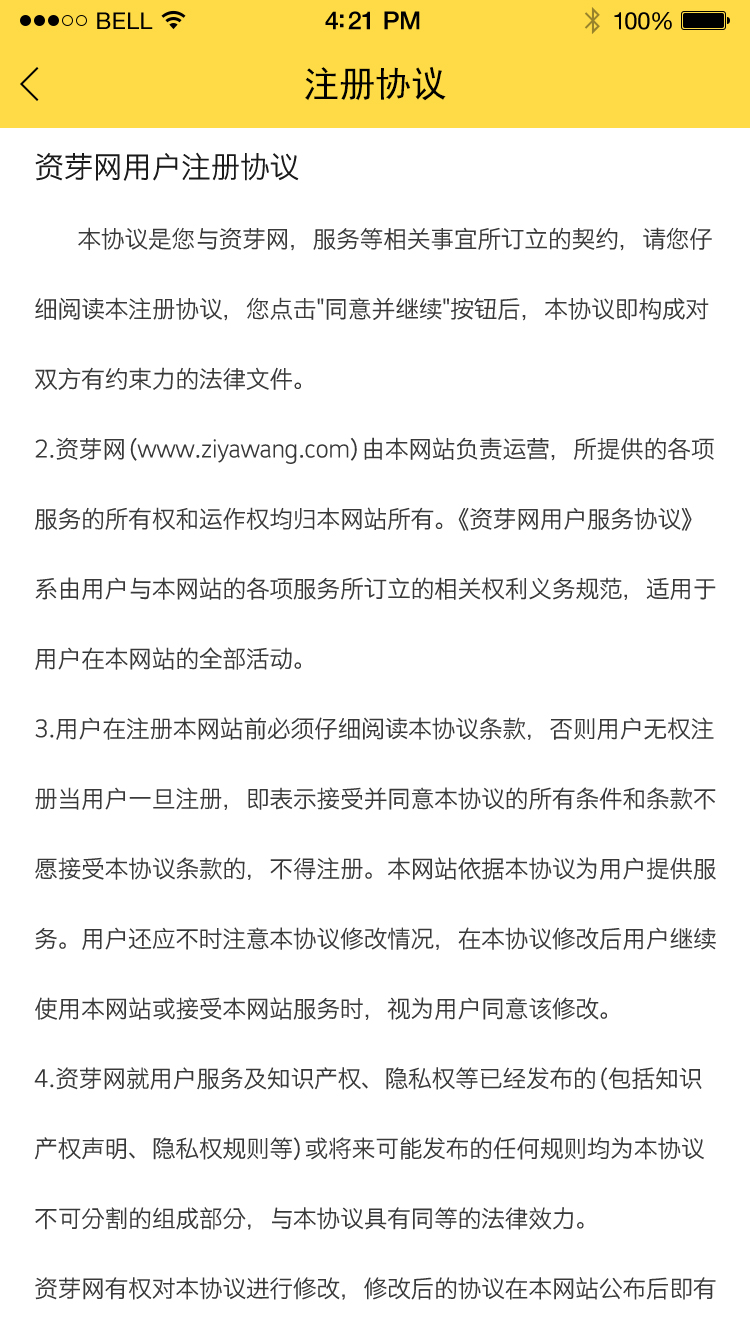 BELL 4:21 PM 100%
注册协议
资芽网用户注册协议
本协议是您与资芽网，服务等相关事宜所订立的契约，请您仔
细阅读本注册协议，您点击"同意并继续"按钮后，本协议即构成对
双方有约束力的法律文件。
2.资芽网(www.ziyawang.com)由本网站负责运营，所提供的各项
服务的所有权和运作权均归本网站所有。《资芽网用户服务协议》
系由用户与本网站的各项服务所订立的相关权利义务规范，适用于
用户在本网站的全部活动。
3.用户在注册本网站前必须仔细阅读本协议条款，否则用户无权注
册当用户一旦注册，即表示接受并同意本协议的所有条件和条款不
愿接受本协议条款的，不得注册。本网站依据本协议为用户提供服
务。用户还应不时注意本协议修改情况，在本协议修改后用户继续
使用本网站或接受本网站服务时，视为用户同意该修改。
4.资芽网就用户服务及知识产权、隐私权等已经发布的(包括知识
产权声明、隐私权规则等)或将来可能发布的任何规则均为本协议
不可分割的组成部分，与本协议具有同等的法律效力。
资芽网有权对本协议进行修改，修改后的协议在本网站公布后即有